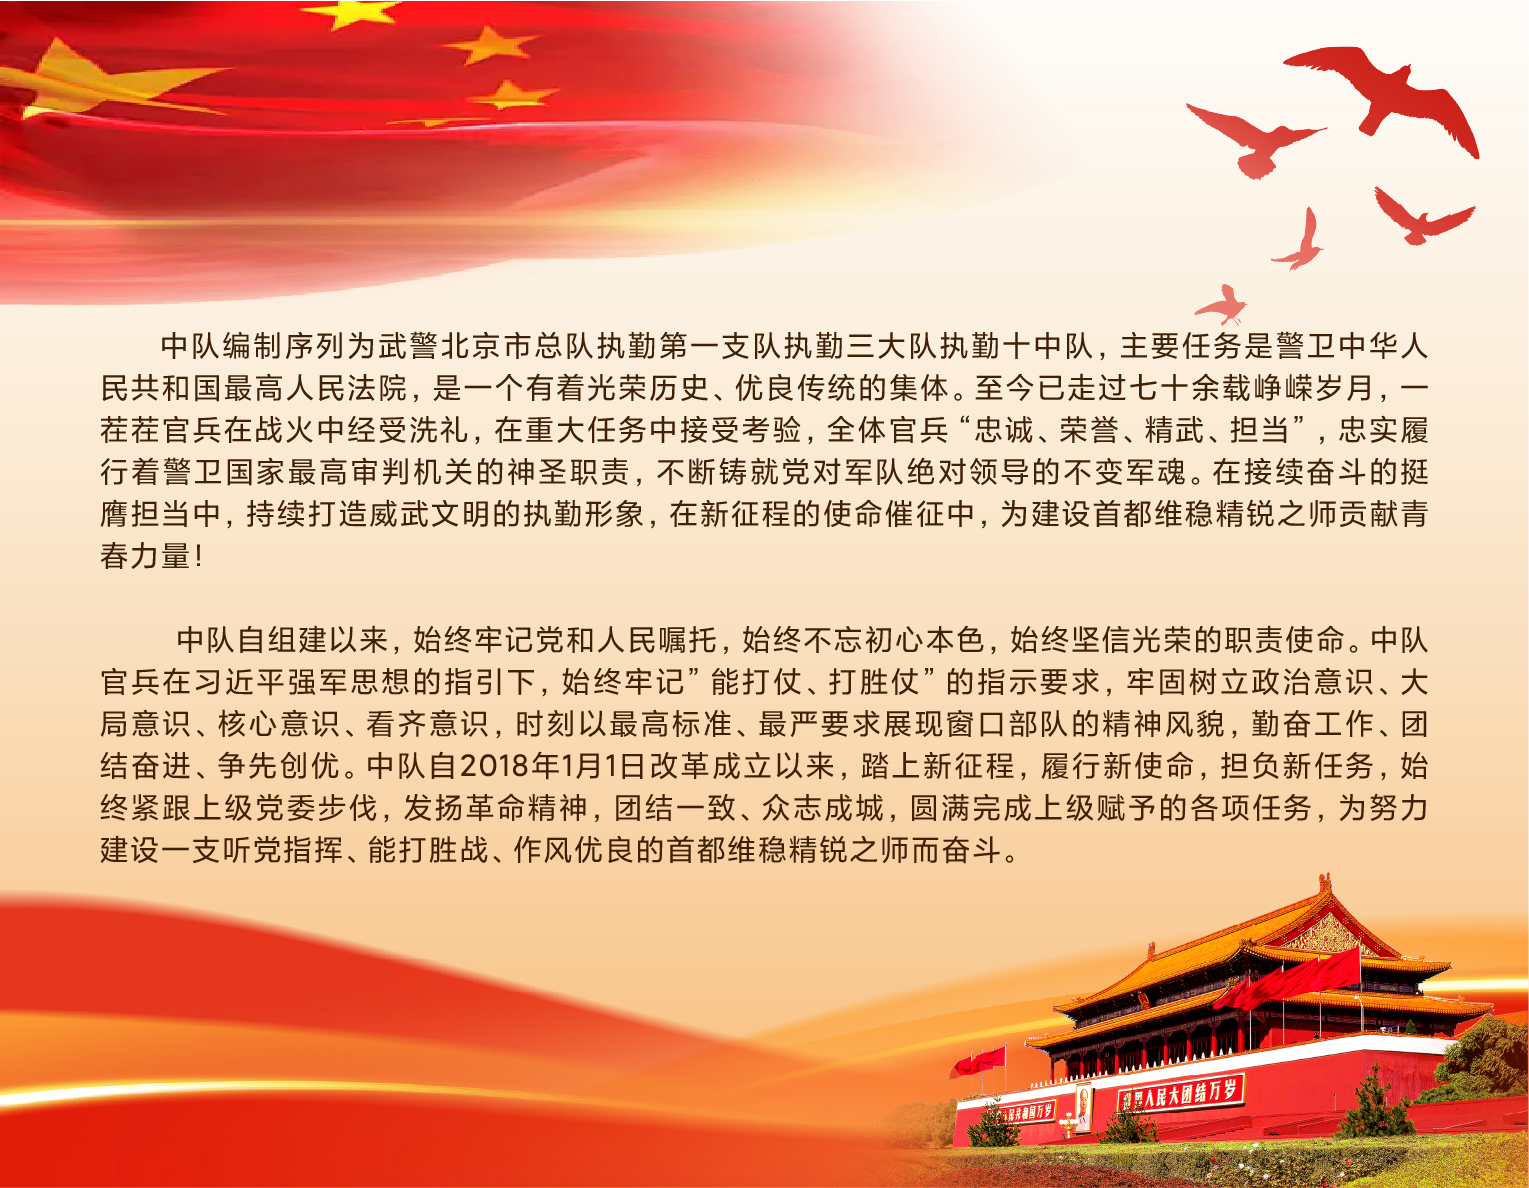 中队编制序列为武警北京市总队执勤第一支队执勤三大队执勤十中队，主要任务是警卫中华人
民共和国最高人民法院，是一个有着光荣历史、优良传统的集体。至今已走过七十余载峥嵘岁月，一
茬茬官兵在战火中经受洗礼，在重大任务中接受考验，全体官兵“忠诚、荣誉、精武、担当”，忠实履
行着警卫国家最高审判机关的神圣职责，不断铸就党对军队绝对领导的不变军魂。在接续奋斗的挺
膺担当中，持续打造威武文明的执勤形象，在新征程的使命催征中，为建设首都维稳精锐之师贡献青
春力量！
中队自组建以来，始终牢记党和人民嘱托，始终不忘初心本色，始终坚信光荣的职责使命。中队
官兵在习近平强军思想的指引下，始终牢记”能打仗、打胜仗”的指示要求，牢固树立政治意识、大
局意识、核心意识、看齐意识，时刻以最高标准、最严要求展现窗口部队的精神风貌，勤奋工作、团
结奋进、争先创优。中队自2018年1月1日改革成立以来，踏上新征程，履行新使命，担负新任务，始
终紧跟上级党委步伐，发扬革命精神，团结一致、众志成城，圆满完成上级赋予的各项任务，为努力
建设一支听党指挥、能打胜战、作风优良的首都维稳精锐之师而奋斗。
民共和国万岁
人民大团结万岁